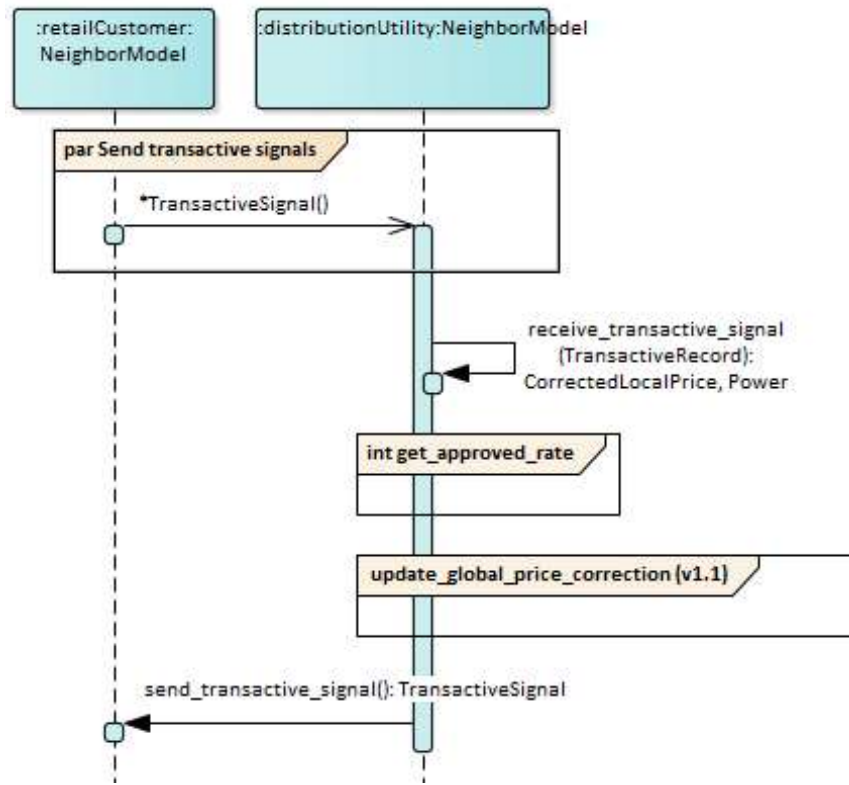 :retailCustomer:
NeighborModel
:distributionUtility:NeighborModel
par Send transactive signals
*TransactiveSignal()
receive_transactive_signal
(TransactiveRecord):
CorrectedLocalPrice, Power
int get_approved_rate
update_global_price_correction (v1.1)
send_transactive_signal(): TransactiveSignal